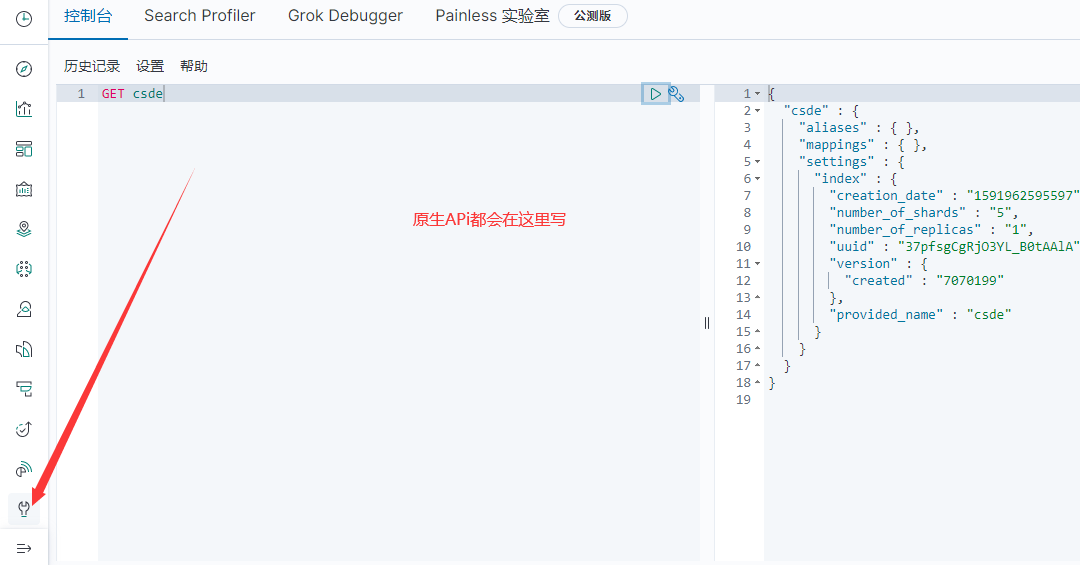 控制台 Search Profiler Grok Debugger Painless 实验室 公测版
历史记录 设置 帮助
1 GET csde
原生APi都会在这里写
1 {
2 "csde" : {
3 "aliases" : { },
4 "mappings" : { },
5 "settings" : {
6 "index" : {
7 "creation_date" : "1591962595597"
8 "number_of_shards" : "5",
9 "number_of_replicas" : "1",
10 "uuid" : "37pfsgCgRjO3YL_B0tAAlA"
11 "version" : {
12 "created" : "7070199"
13 },
14 "provided_name" : "csde"
15 }
16 }
17 }
18 }
19